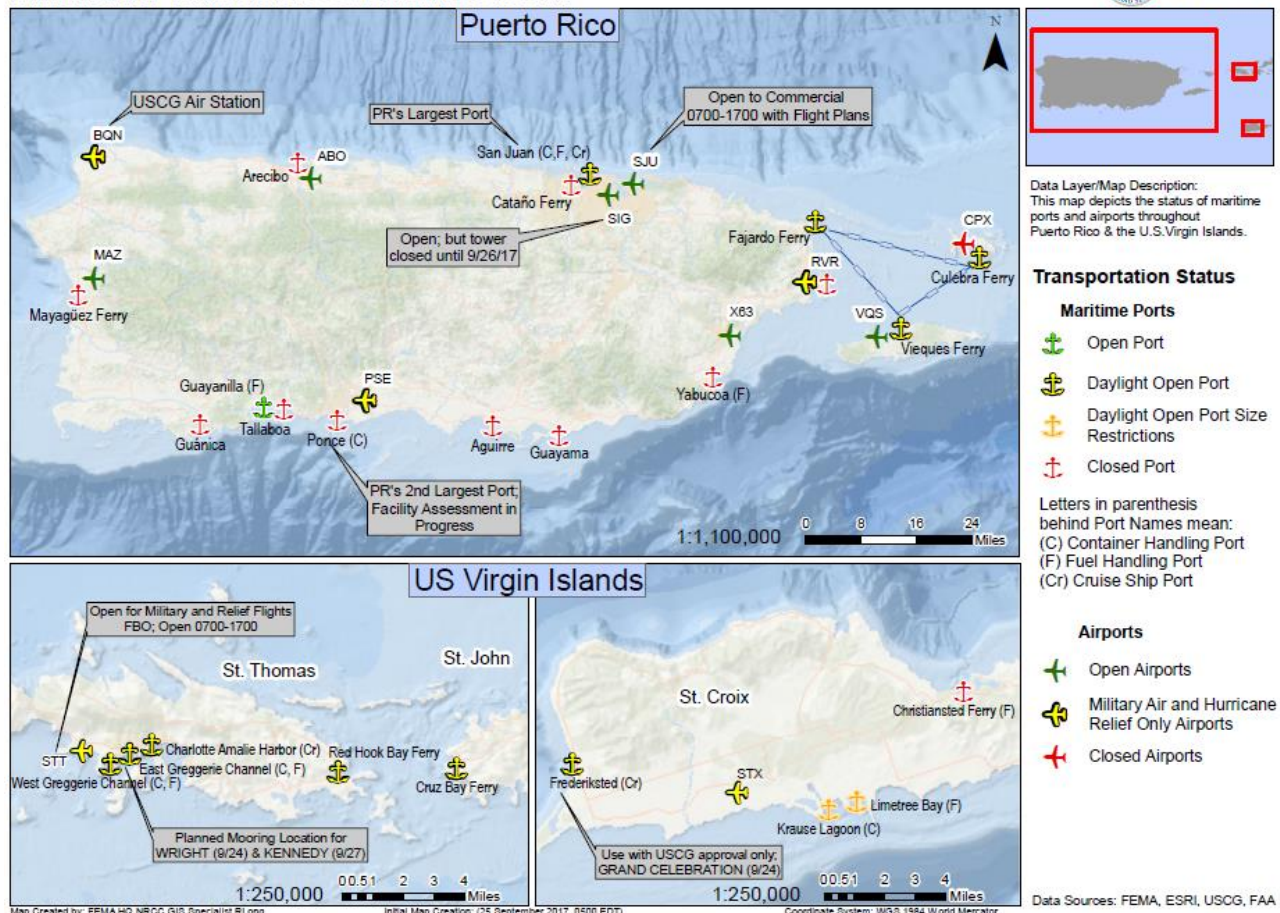 Puerto Rico
N
USCG Air Station
BQN
PR's Largest Port
Open to Commercial
0700-1700 with Flight Plans
San Juan (C,F, Cr)
SJU
ABO
Arecibo
Cataño Ferry
SIG
Open; but tower
closed until 9/26/17
Fajardo Ferry
CPX
Culebra Ferry
RVR
MAZ
Mayagüez Ferry
X63
VQS
Vieques Ferry
Yabucoa (F)
Guayanilla (F)
PSE
Tallaboa
Guánica
Ponce (C)
Aguirre
Guayama
PR's 2nd Largest Port;
Facility Assessment in
Progress
1:1,100,000
0 8 16 24
Miles
US Virgin Islands
Open for Military and Relief Flights
FBO; Open 0700-1700
St. Thomas
St. John
STT
Charlotte Amalie Harbor (Cr)
East Greggerie Channel (C, F)
West Greggerie Channel (C, F)
Red Hook Bay Ferry
Cruz Bay Ferry
Planned Mooring Location for
WRIGHT (9/24) & KENNEDY (9/27)
1:250,000
0 0.5 1 2 3 4
Miles
St. Croix
Christiansted Ferry (F)
Frederiksted (Cr)
STX
Limetree Bay (F)
Krause Lagoon (C)
Use with USCG approval only;
GRAND CELEBRATION (9/24)
1:250,000
0 0.5 1 2 3 4
Miles
Data Layer/Map Description:
This map depicts the status of maritime
ports and airports throughout
Puerto Rico & the U.S.Virgin Islands.
Transportation Status
Maritime Ports
Open Port
Daylight Open Port
Daylight Open Port Size
Restrictions
Closed Port
Letters in parenthesis
behind Port Names mean:
(C) Container Handling Port
(F) Fuel Handling Port
(Cr) Cruise Ship Port
Airports
Open Airports
Military Air and Hurricane
Relief Only Airports
Closed Airports
Data Sources: FEMA, ESRI, USCG, FAA
Map Created by: FEMA HQ NRCC GIS Specialist
Initial Map Creation: (25 September 2017, 0500 EDT)
Coordinate System: WGS 1984 World Mercator